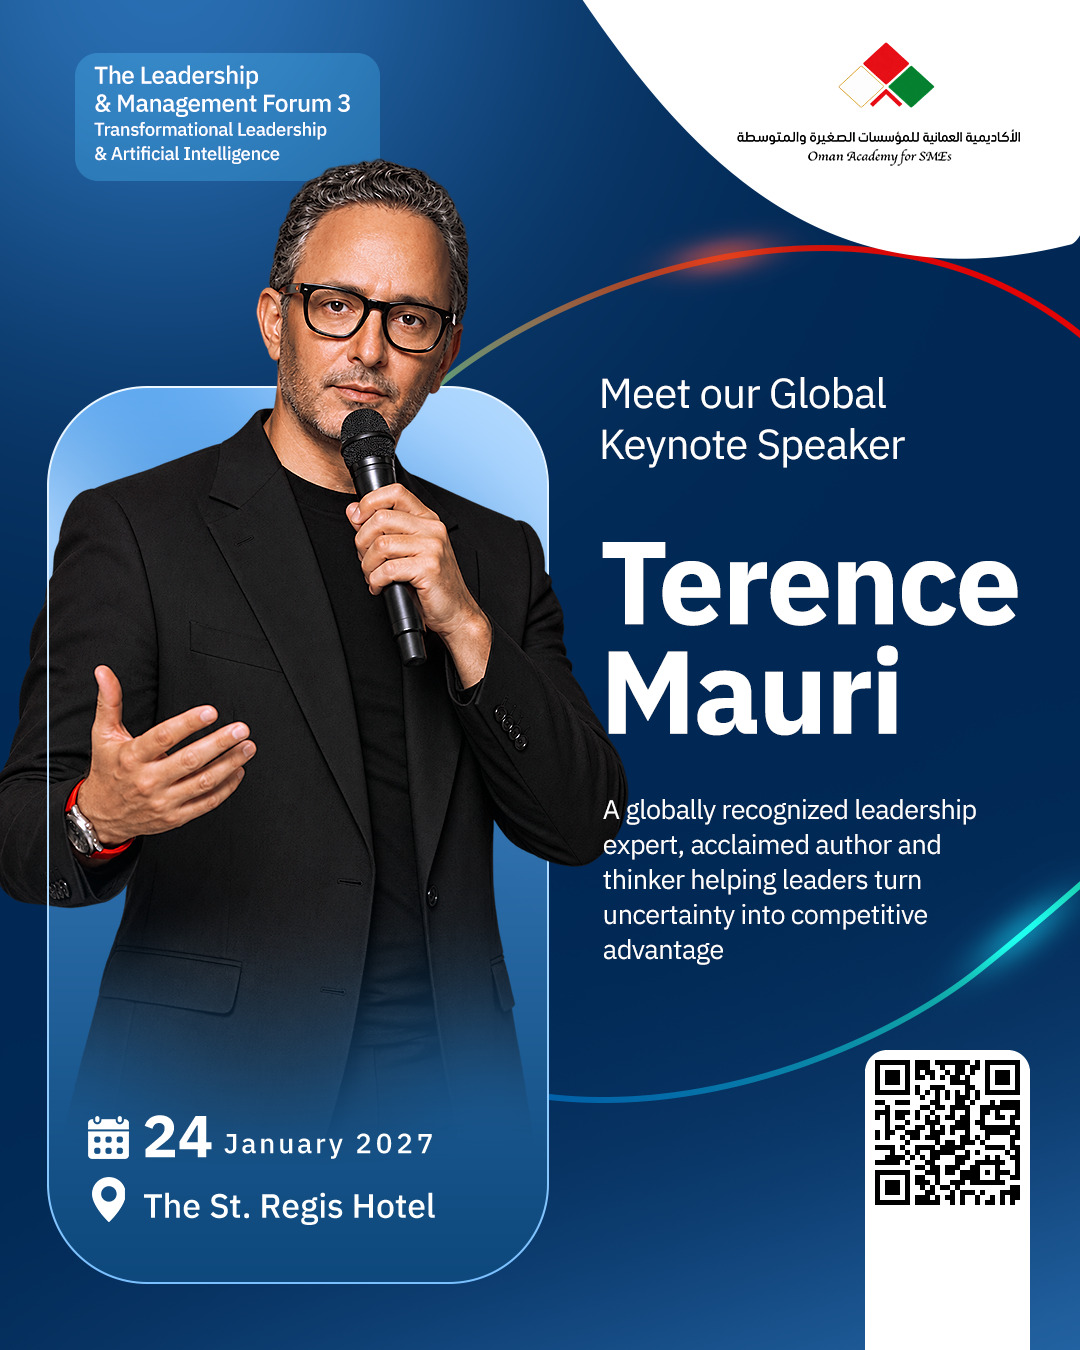 The Leadership
& Management Forum 3
Transformational Leadership
& Artificial Intelligence
الأكاديمية العمانية للمؤسسات الصغيرة والمتوسطة
Oman Academy for SMEs
Meet our Global
Keynote Speaker
Terence
Mauri
A globally recognized leadership
expert, acclaimed author and
thinker helping leaders turn
uncertainty into competitive
advantage
24 January 2027
The St. Regis Hotel